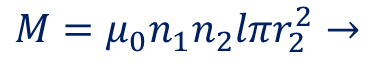 𝑀 = 𝜇₀𝑛₁𝑛₂𝑙𝜋𝑟₂² →